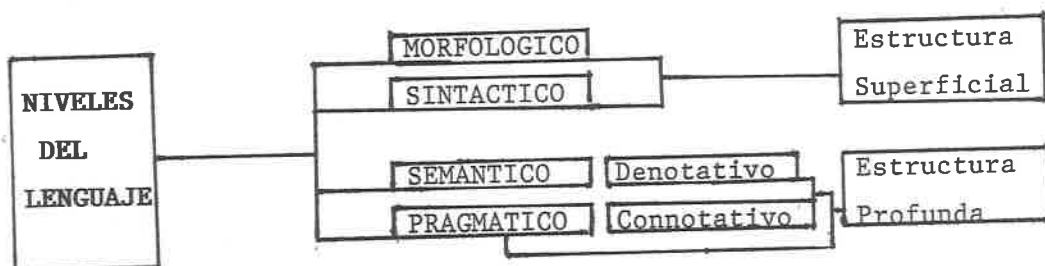 NIVELES
DEL
LENGUAJE
MORFOLOGICO
SINTACTICO
SEMANTICO
PRAGMATICO
Denotativo
Connotativo
Estructura
Superficial
Estructura
Profunda